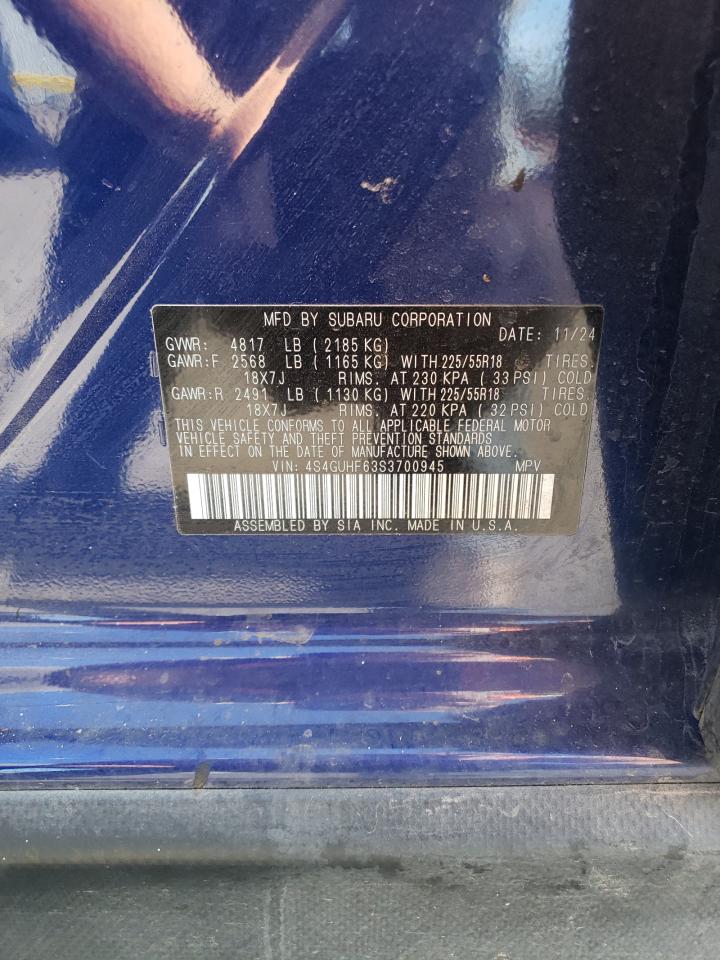 MFD BY SUBARU CORPORATION
DATE: 11/24
GVWR: 4817 LB (2185 KG)
GAWR:F 2568 LB (1165 KG) WITH 225/55R18 TIRES.
18X7J RIMS. AT 230 KPA (33 PSI) COLD
GAWR:R 2491 LB (1130 KG) WITH 225/55R18 TIRES.
18X7J RIMS. AT 220 KPA (32 PSI) COLD
THIS VEHICLE CONFORMS TO ALL APPLICABLE FEDERAL MOTOR
VEHICLE SAFETY AND THEFT PREVENTION STANDARDS
IN EFFECT ON THE DATE OF MANUFACTURE SHOWN ABOVE.
VIN: 4S4GUHF63S3700945 MPV
ASSEMBLED BY SIA INC. MADE IN U.S.A.